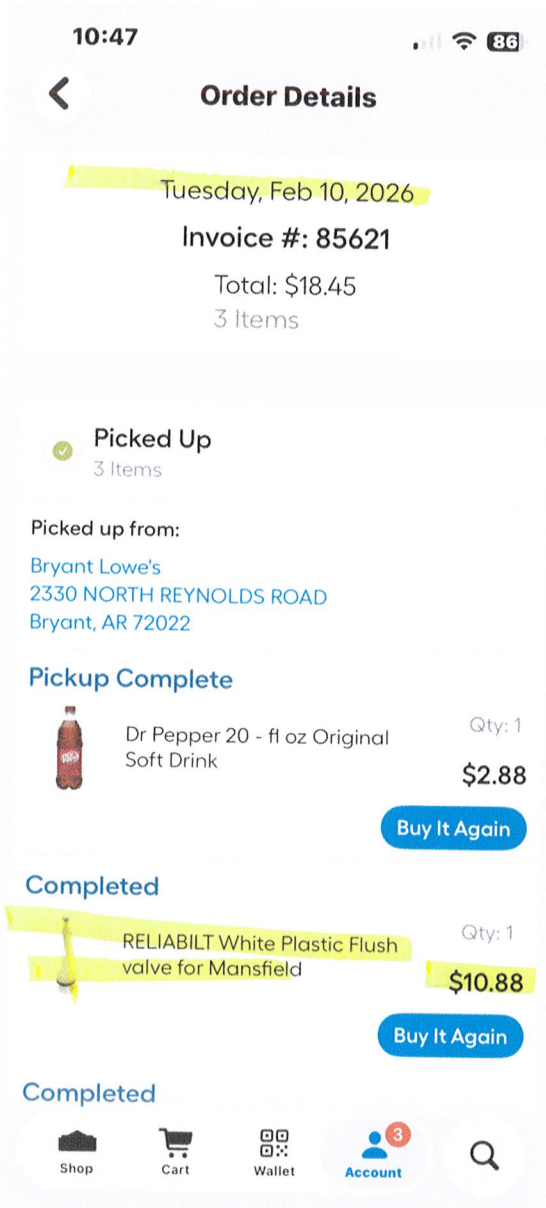 10:47
86
Order Details
Tuesday, Feb 10, 2026
Invoice #: 85621
Total: $18.45
3 Items
Picked Up
3 Items
Picked up from:
Bryant Lowe's
2330 NORTH REYNOLDS ROAD
Bryant, AR 72022
Pickup Complete
Dr Pepper 20 - fl oz Original
Soft Drink
Qty: 1
$2.88
Buy It Again
Completed
RELIABILT White Plastic Flush
valve for Mansfield
Qty: 1
$10.88
Buy It Again
Completed
3
Shop
Cart
Wallet
Account